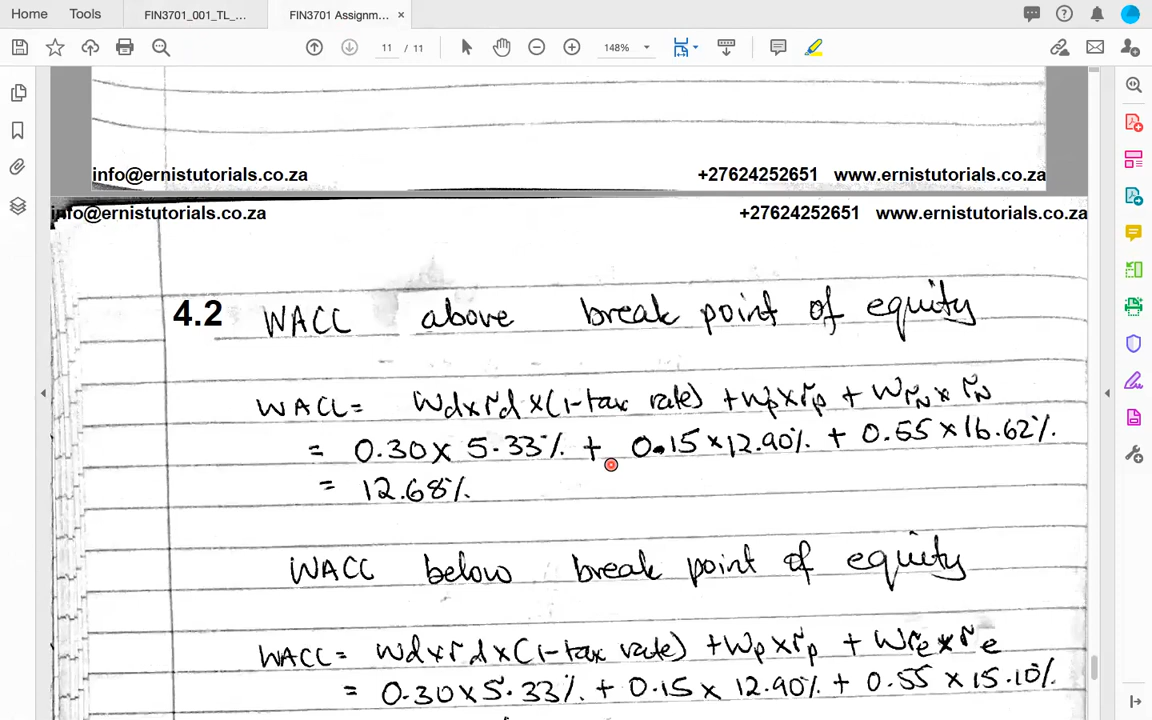 Home Tools FIN3701_001_TL_... FIN3701 Assignm... ×
11 / 11 148%
info@ernistutorials.co.za +27624252651 www.ernistutorials.co.za
info@ernistutorials.co.za +27624252651 www.ernistutorials.co.za
4.2 WACC above break point of equity
WACC= Wd×rd×(1-tax rate) +Wp×rp + Wrn×rn
= 0.30× 5.33% + 0.15×12.90% + 0.55×16.62%
= 12.68%
WACC below break point of equity
WACC= Wd×rd×(1-tax rate) +Wp×rp + Wre×re
= 0.30×5.33% + 0.15× 12.90% + 0.55 ×15.10%